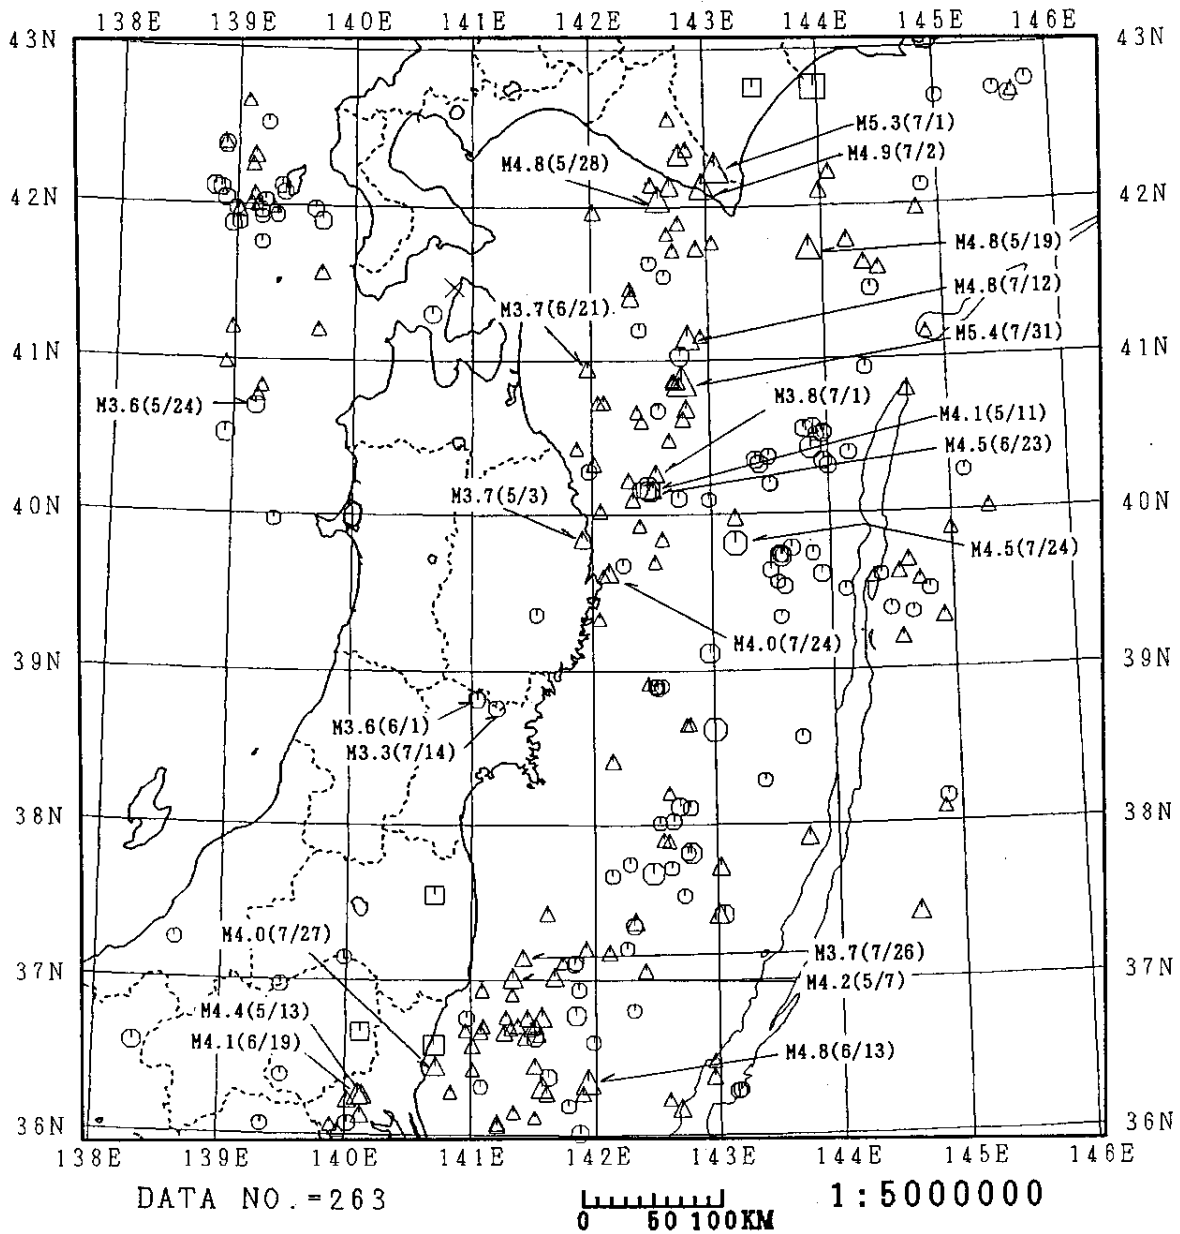 138E 139E 140E 141E 142E 143E 144E 145E 146E
43N 43N
M5.3(7/1)
M4.9(7/2)
M4.8(5/28)
42N 42N
M4.8(5/19)
M4.8(7/12)
M3.7(6/21)
M5.4(7/31)
41N 41N
M3.8(7/1)
M3.6(5/24)
M4.1(5/11)
M4.5(6/23)
M3.7(5/3)
40N 40N
M4.5(7/24)
M4.0(7/24)
39N 39N
M3.6(6/1)
M3.3(7/14)
38N 38N
M4.0(7/27)
M3.7(7/26)
37N 37N
M4.2(5/7)
M4.4(5/13)
M4.1(6/19)
M4.8(6/13)
36N 36N
138E 139E 140E 141E 142E 143E 144E 145E 146E
DATA NO.=263
0 50 100KM
1:5000000